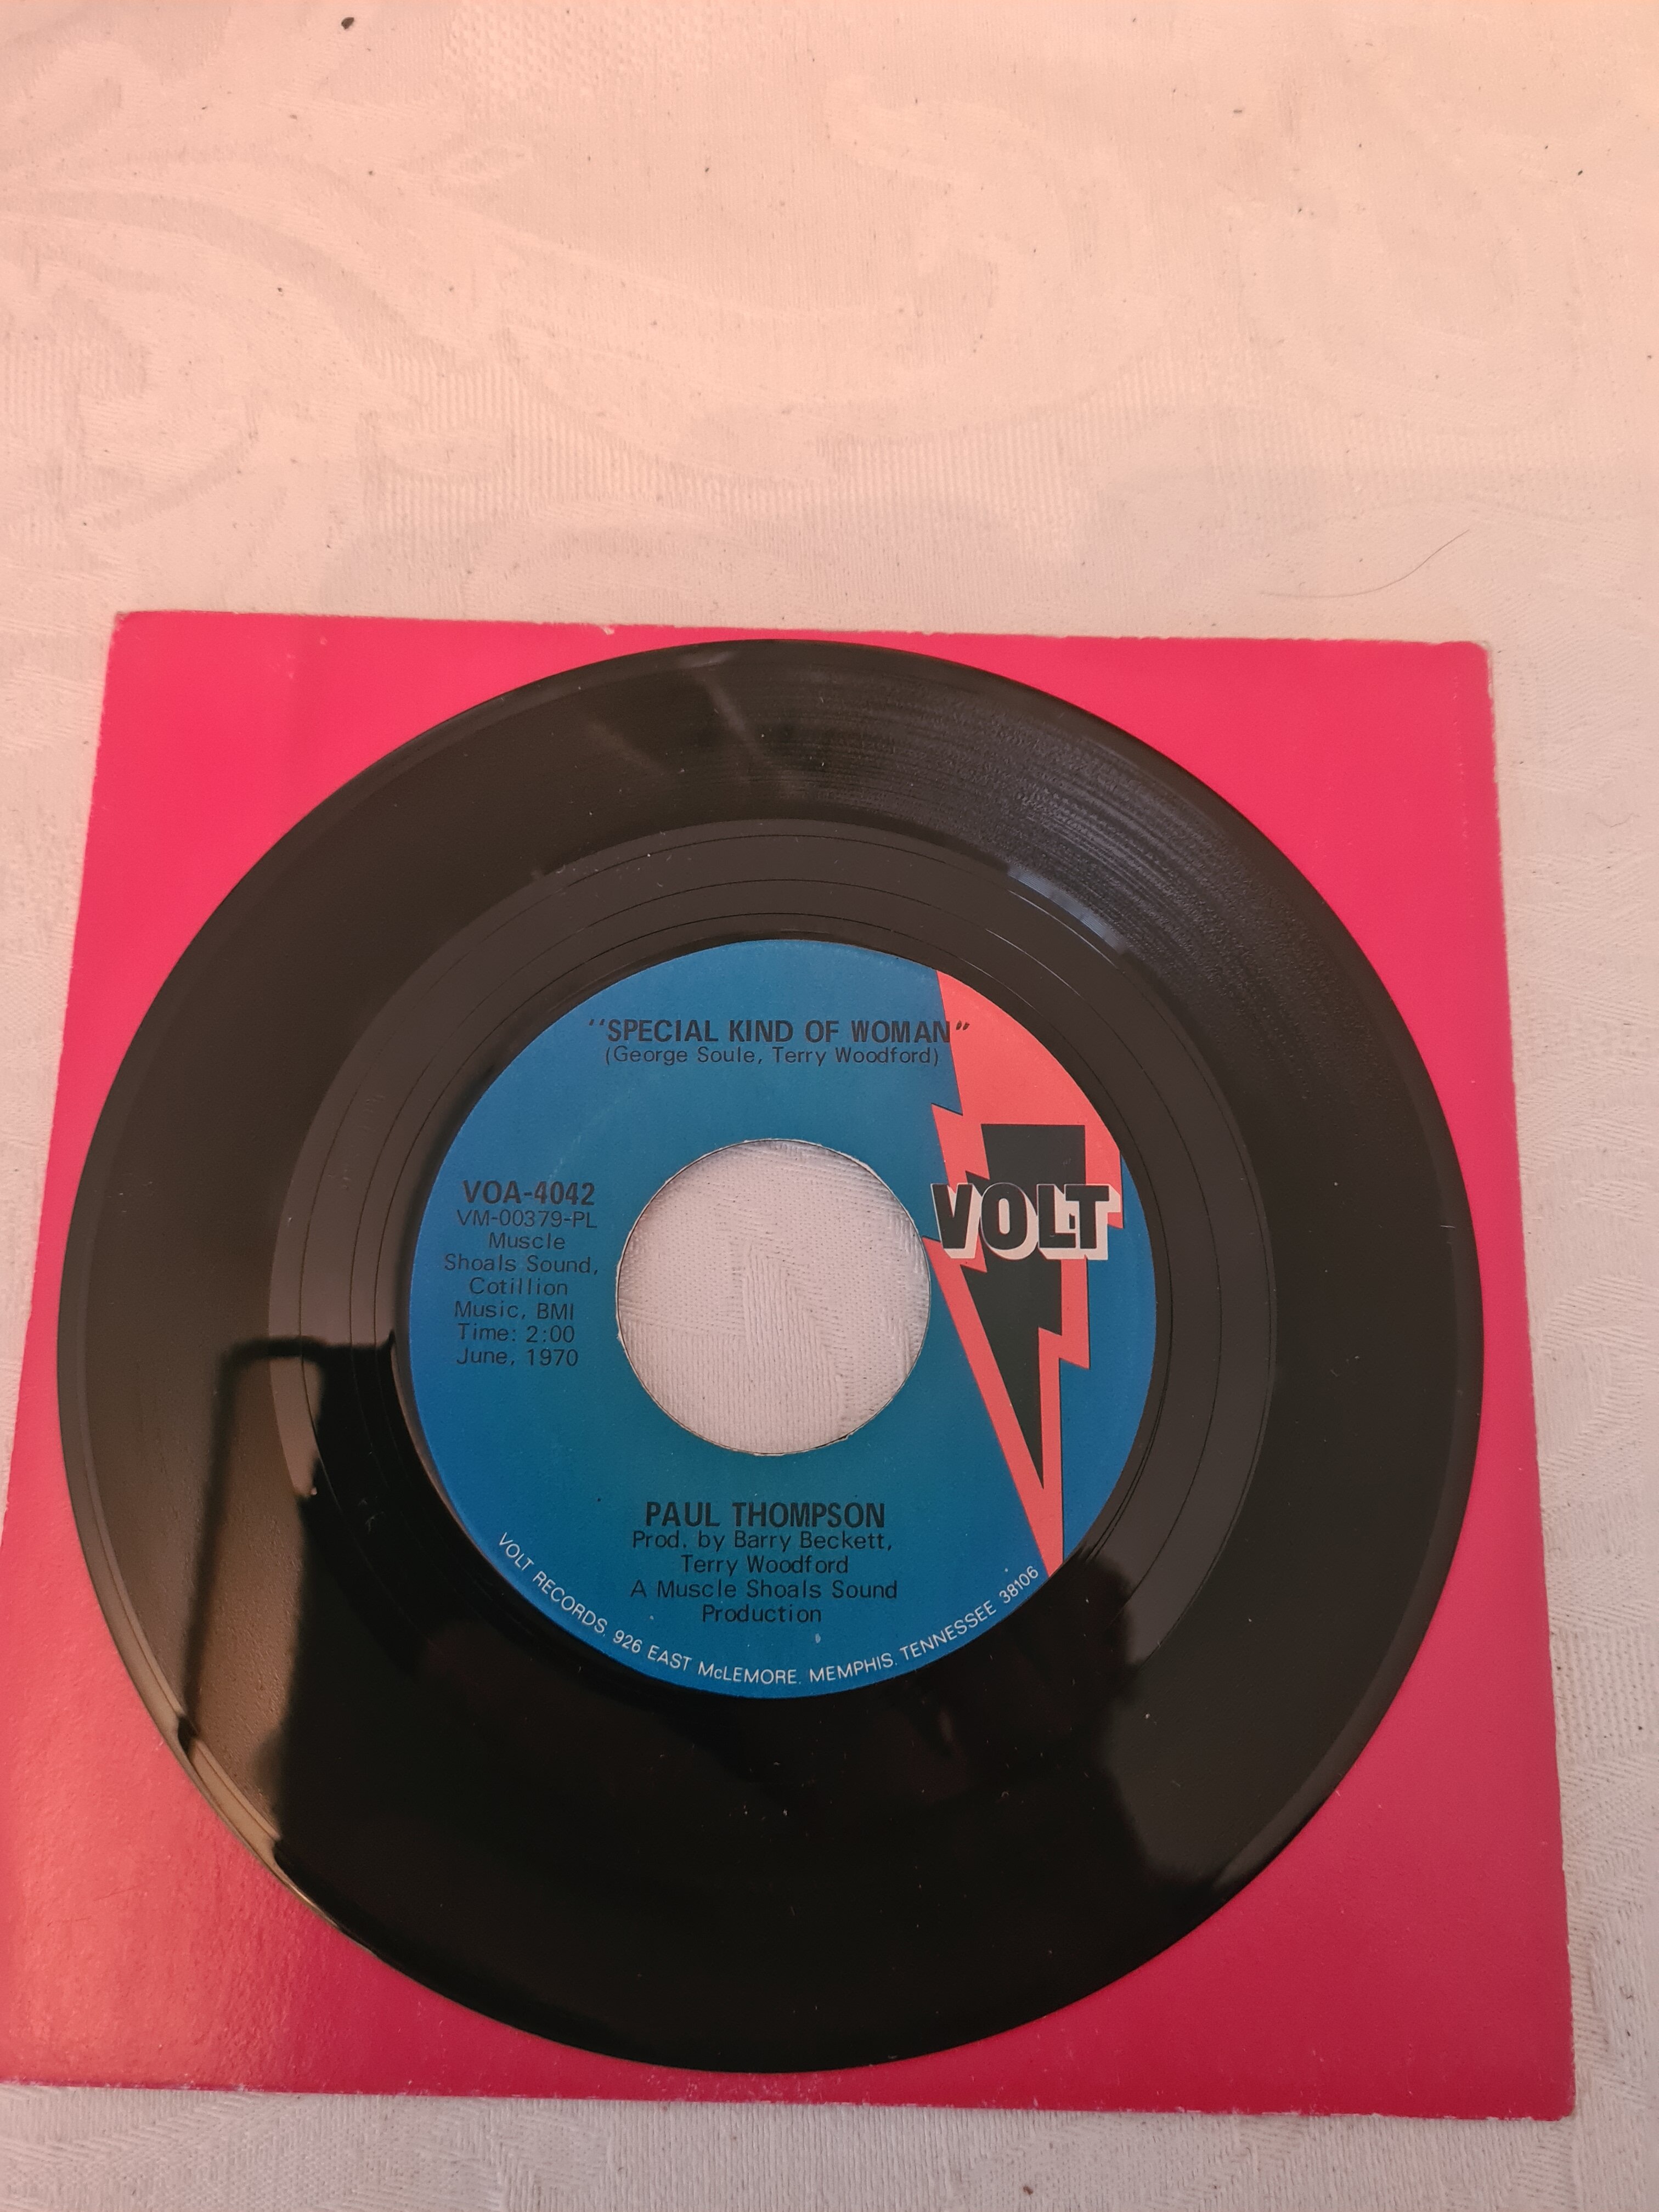 "SPECIAL KIND OF WOMAN"
(George Soule, Terry Woodford)
VOA-4042
VM-00379-PL
Muscle
Shoals Sound,
Cotillion
Music, BMI
Time: 2:00
June, 1970
VOLT
PAUL THOMPSON
Prod. by Barry Beckett,
Terry Woodford
A Muscle Shoals Sound
Production
VOLT RECORDS. 926 EAST McLEMORE. MEMPHIS. TENNESSEE 38106